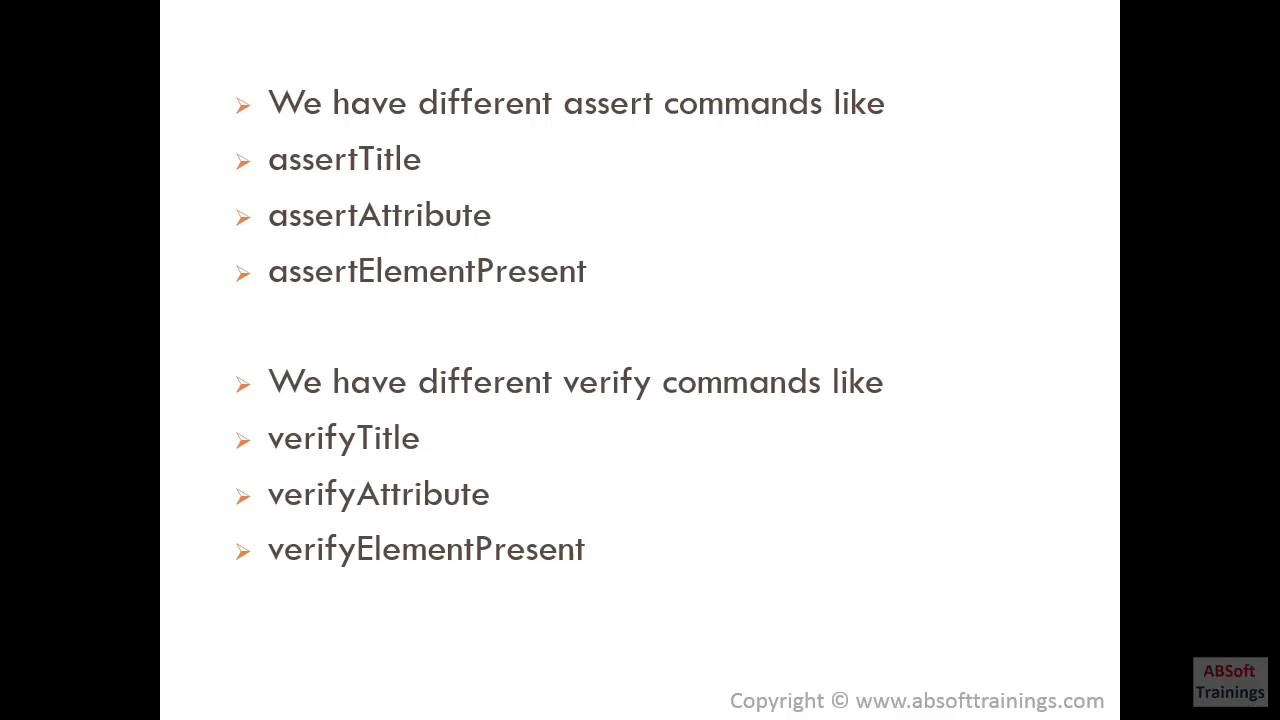 We have different assert commands like
assertTitle
assertAttribute
assertElementPresent
We have different verify commands like
verifyTitle
verifyAttribute
verifyElementPresent
Copyright © www.absofttrainings.com
ABSoft
Trainings